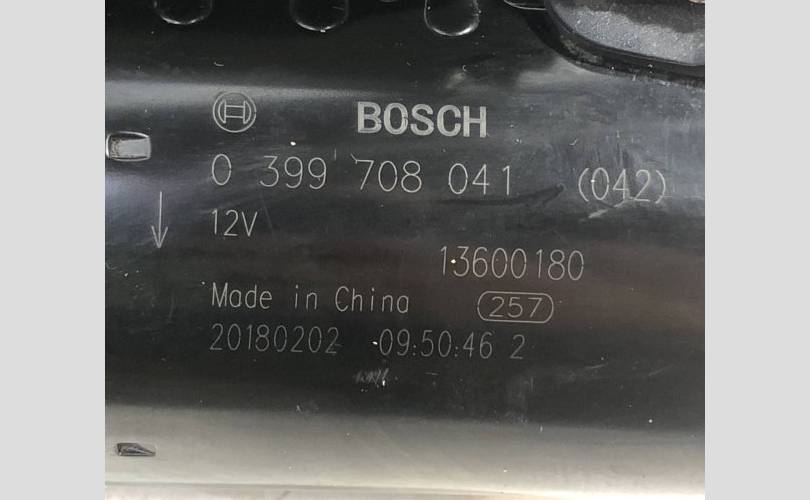 BOSCH
0 399 708 041 (042)
12V
13600180
Made in China 257
20180202 09:50:46 2